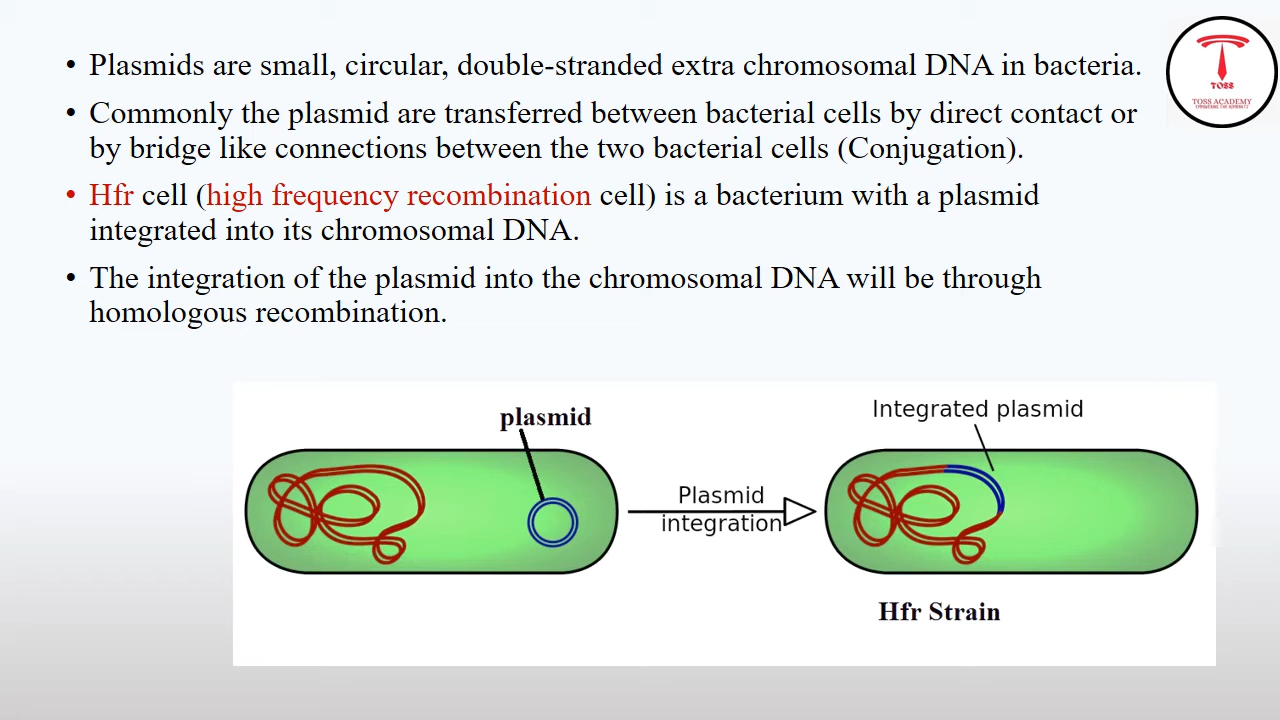 • Plasmids are small, circular, double-stranded extra chromosomal DNA in bacteria.
• Commonly the plasmid are transferred between bacterial cells by direct contact or
by bridge like connections between the two bacterial cells (Conjugation).
• Hfr cell (high frequency recombination cell) is a bacterium with a plasmid
integrated into its chromosomal DNA.
• The integration of the plasmid into the chromosomal DNA will be through
homologous recombination.
TOSS
TOSS ACADEMY
plasmid
Plasmid
integration
Integrated plasmid
Hfr Strain